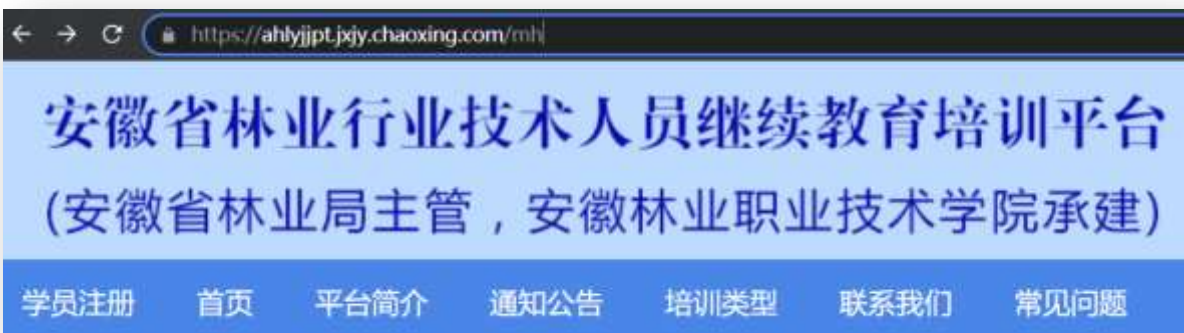 https://ahlyjjpt.jxjy.chaoxing.com/mh
安徽省林业行业技术人员继续教育培训平台
(安徽省林业局主管，安徽林业职业技术学院承建)
学员注册 首页 平台简介 通知公告 培训类型 联系我们 常见问题